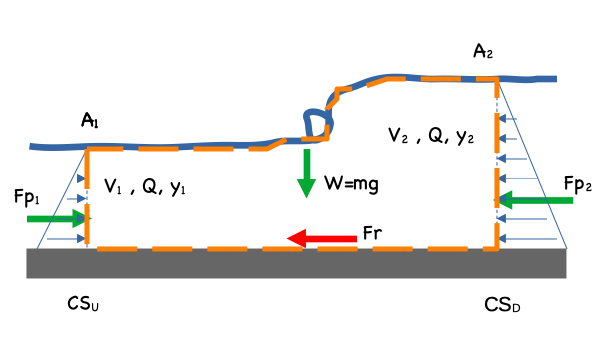 A₂
A₁
V₂ , Q, y₂
V₁ , Q, y₁
W=mg
Fp₁
Fp₂
Fr
CSU
CSD